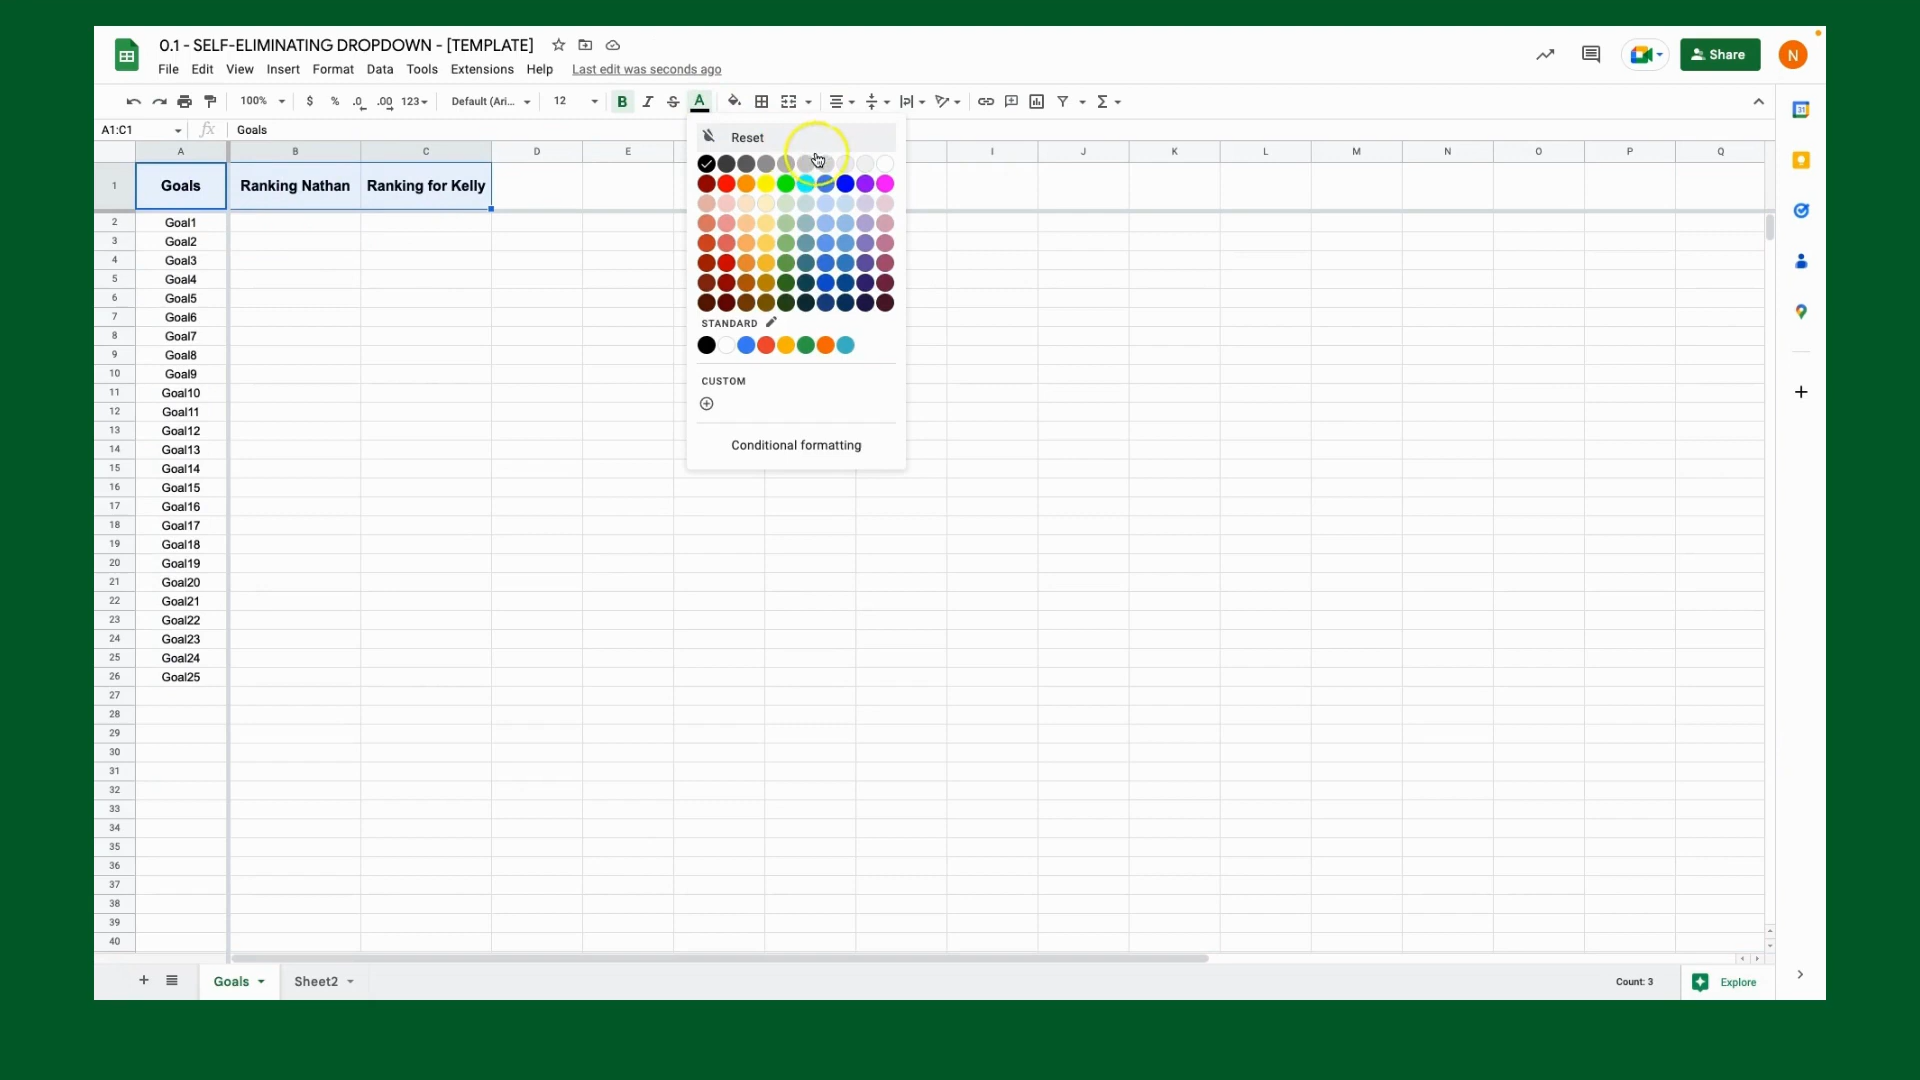 0.1 - SELF-ELIMINATING DROPDOWN - [TEMPLATE]
File Edit View Insert Format Data Tools Extensions Help Last edit was seconds ago
Share
N
100% $ % .0 .00 123 Default (Ari... 12 B I S A
A1:C1 fx Goals
Reset
A B C D E I J K L M N O P Q
1 Goals Ranking Nathan Ranking for Kelly
2 Goal1
3 Goal2
4 Goal3
5 Goal4
6 Goal5
7 Goal6
8 Goal7
STANDARD
9 Goal8
10 Goal9
CUSTOM
11 Goal10
12 Goal11
13 Goal12
Conditional formatting
14 Goal13
15 Goal14
16 Goal15
17 Goal16
18 Goal17
19 Goal18
20 Goal19
21 Goal20
22 Goal21
23 Goal22
24 Goal23
25 Goal24
26 Goal25
27
28
29
30
31
32
33
34
35
36
37
38
39
40
Goals Sheet2 Count: 3 Explore